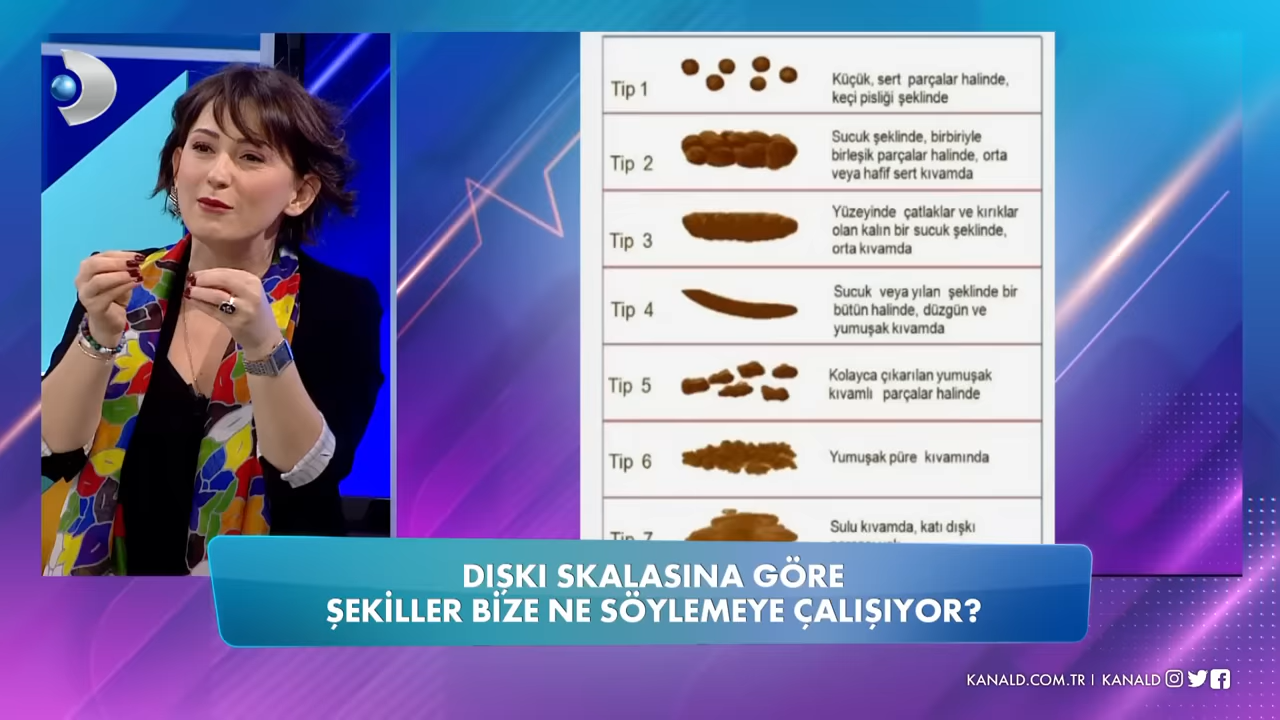 Tip 1
Küçük, sert parçalar halinde,
keçi pisliği şeklinde
Tip 2
Sucuk şeklinde, birbiriyle
birleşik parçalar halinde, orta
veya hafif sert kıvamda
Tip 3
Yüzeyinde çatlaklar ve kırıklar
olan kalın bir sucuk şeklinde,
orta kıvamda
Tip 4
Sucuk veya yılan şeklinde bir
bütün halinde, düzgün ve
yumuşak kıvamda
Tip 5
Kolayca çıkarılan yumuşak
kıvamlı parçalar halinde
Tip 6
Yumuşak püre kıvamında
Tip 7
Sulu kıvamda, katı dışkı
DIŞKI SKALASINA GÖRE
ŞEKİLLER BİZE NE SÖYLEMEYE ÇALIŞIYOR?
KANALD.COM.TR | KANALD